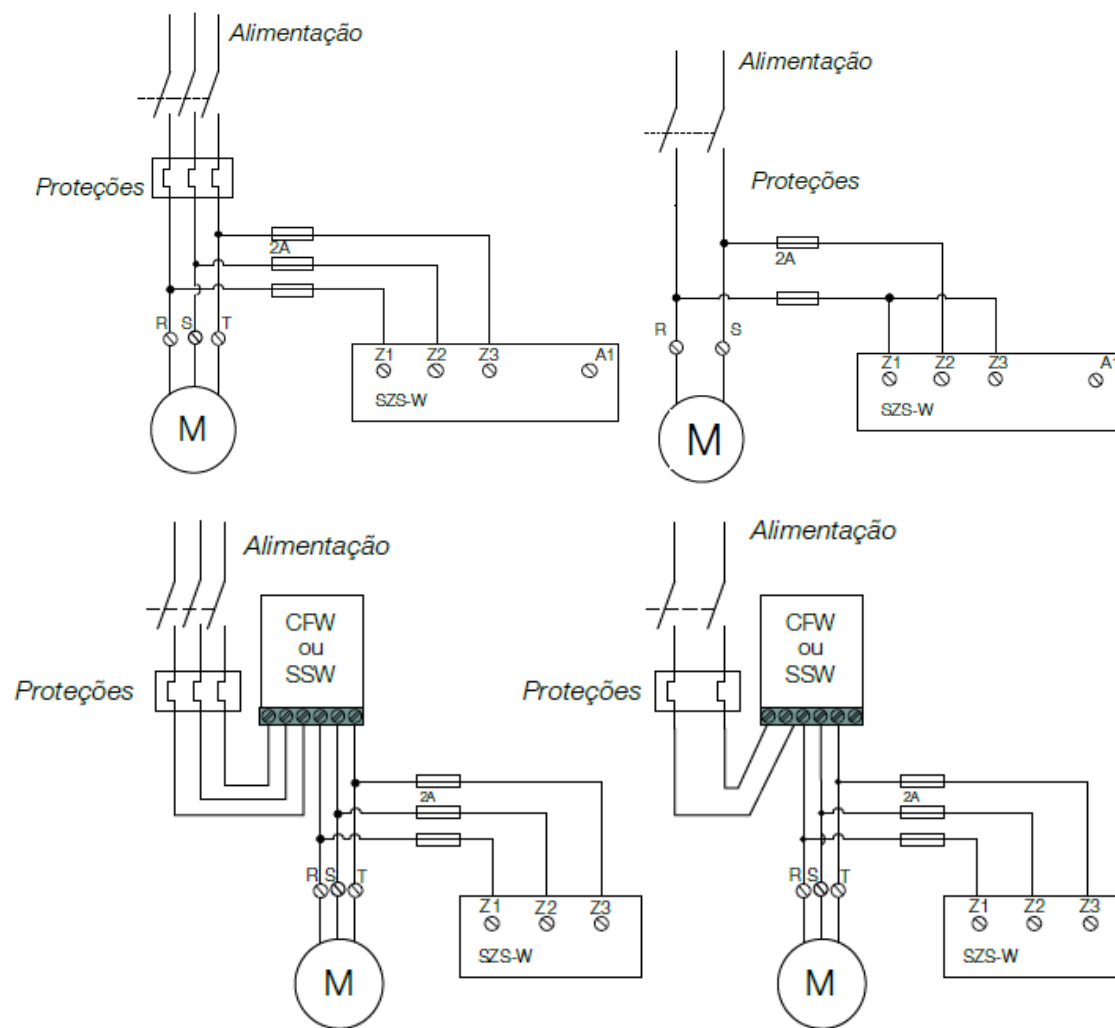 Alimentação
Proteções
2A
R S T
Z1 Z2 Z3 A1
SZS-W
M
Alimentação
Proteções
2A
R S
Z1 Z2 Z3 A1
SZS-W
M
Alimentação
CFW
ou
SSW
Proteções
2A
R S T
Z1 Z2 Z3
SZS-W
M
Alimentação
CFW
ou
SSW
Proteções
2A
R S T
Z1 Z2 Z3
SZS-W
M